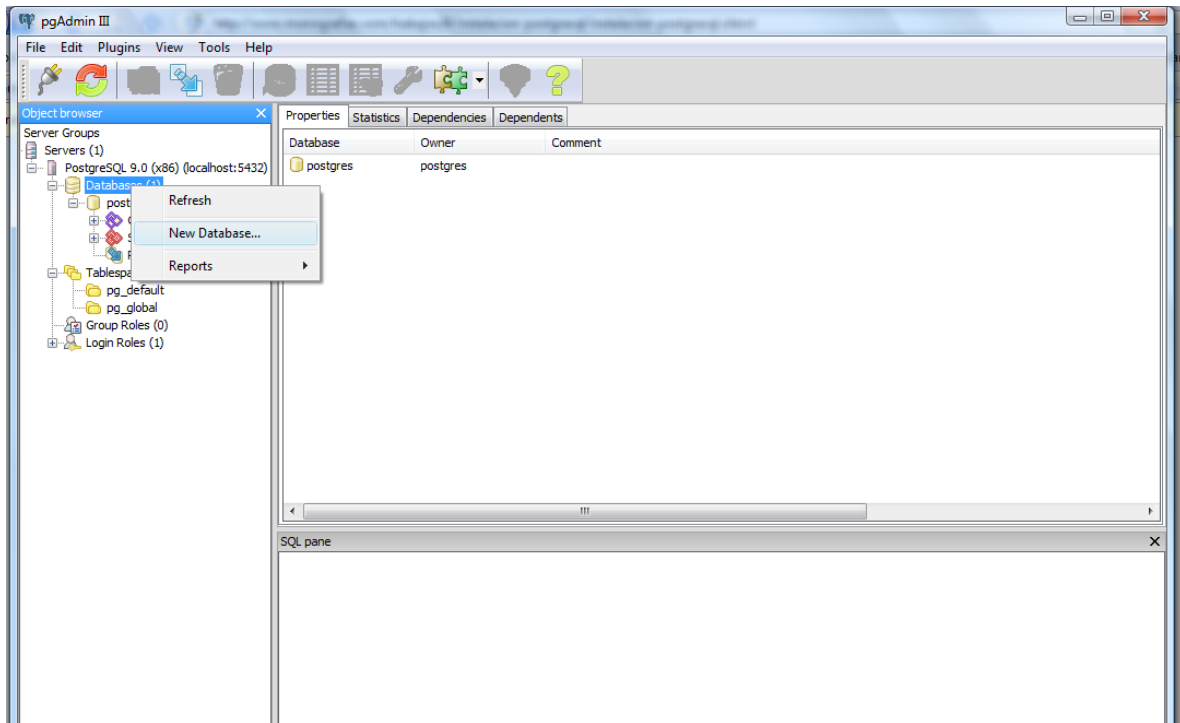 pgAdmin III
File Edit Plugins View Tools Help
Object browser
Server Groups
Servers (1)
PostgreSQL 9.0 (x86) (localhost:5432)
Databases (1)
post
Tablespa
pg_default
pg_global
Group Roles (0)
Login Roles (1)
Refresh
New Database...
Reports
Properties Statistics Dependencies Dependents
Database Owner Comment
postgres postgres
SQL pane